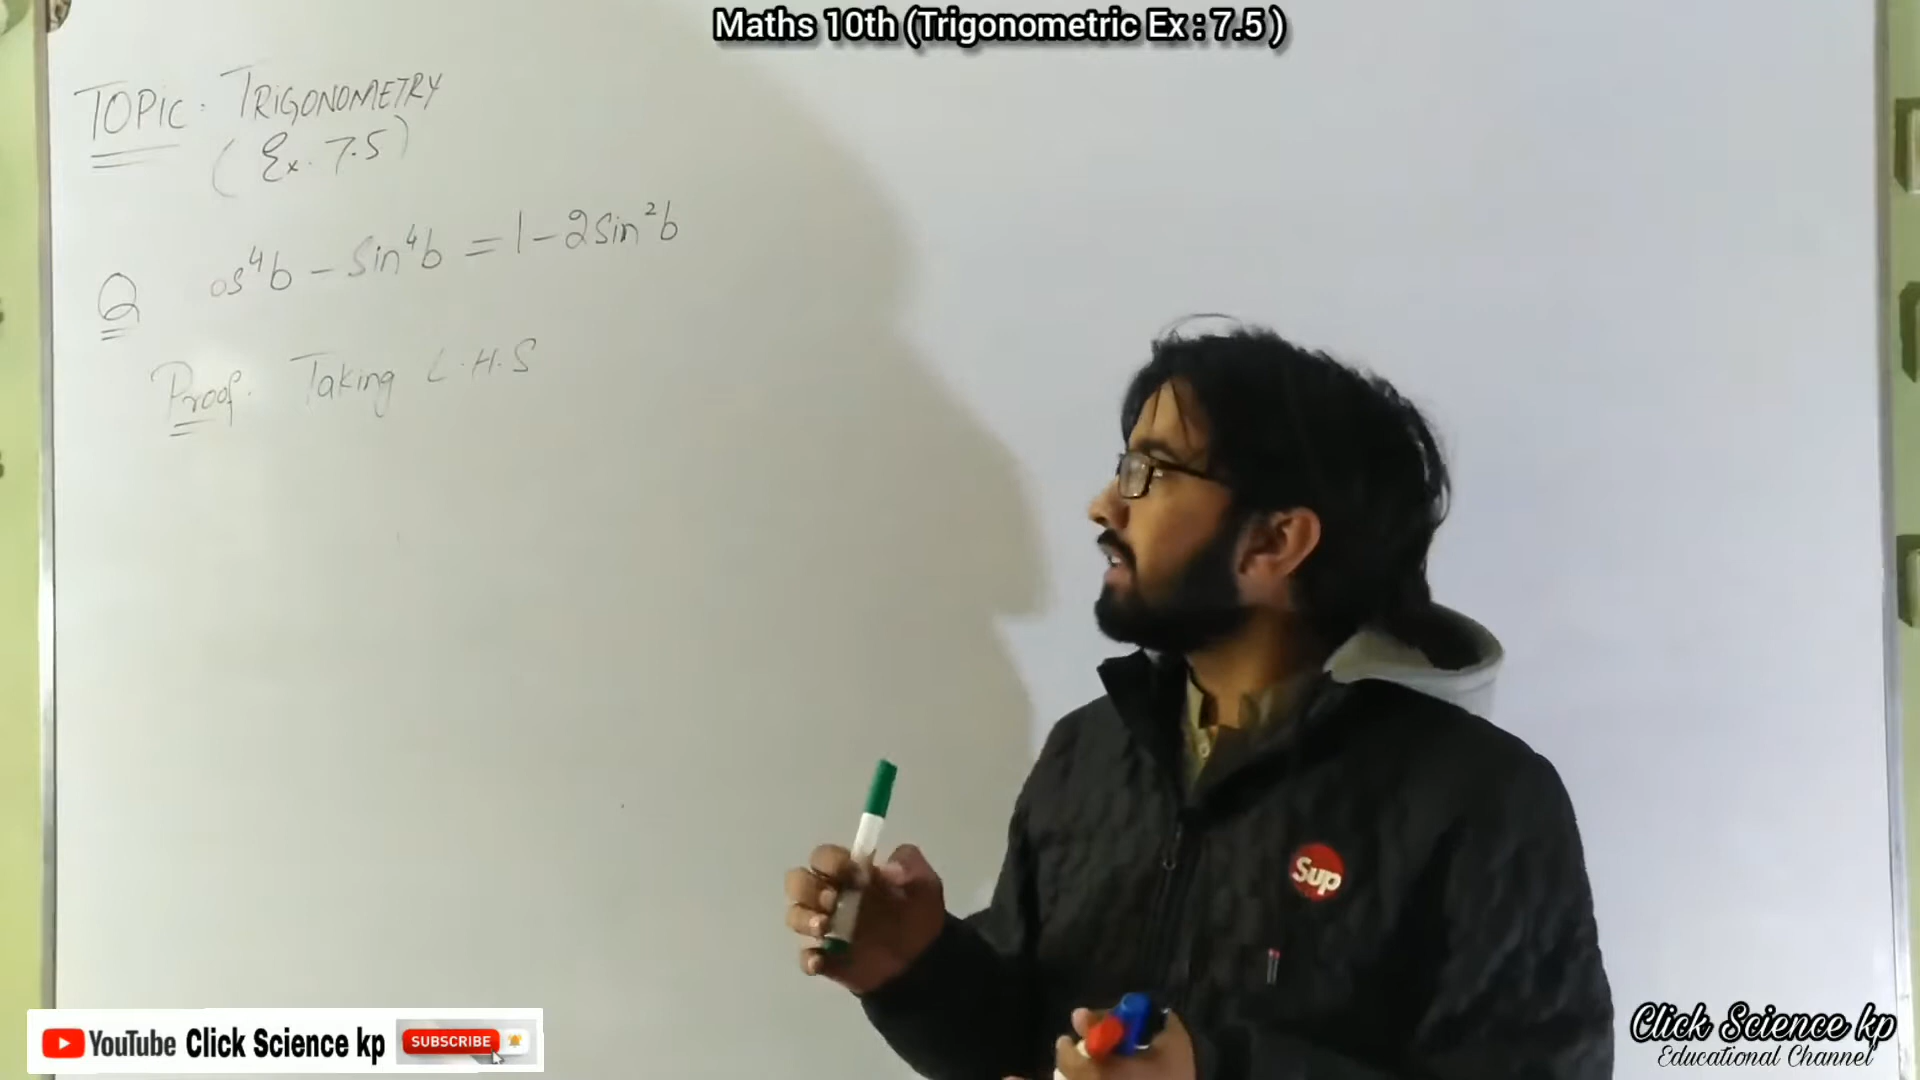 Maths 10th (Trigonometric Ex : 7.5 )
TOPIC : TRIGONOMETRY
( Ex. 7.5 )
Q os⁴b - Sin⁴b = 1 - 2Sin²b
Proof. Taking L.H.S
Sup
YouTube Click Science kp SUBSCRIBE
Click Science kp
Educational Channel